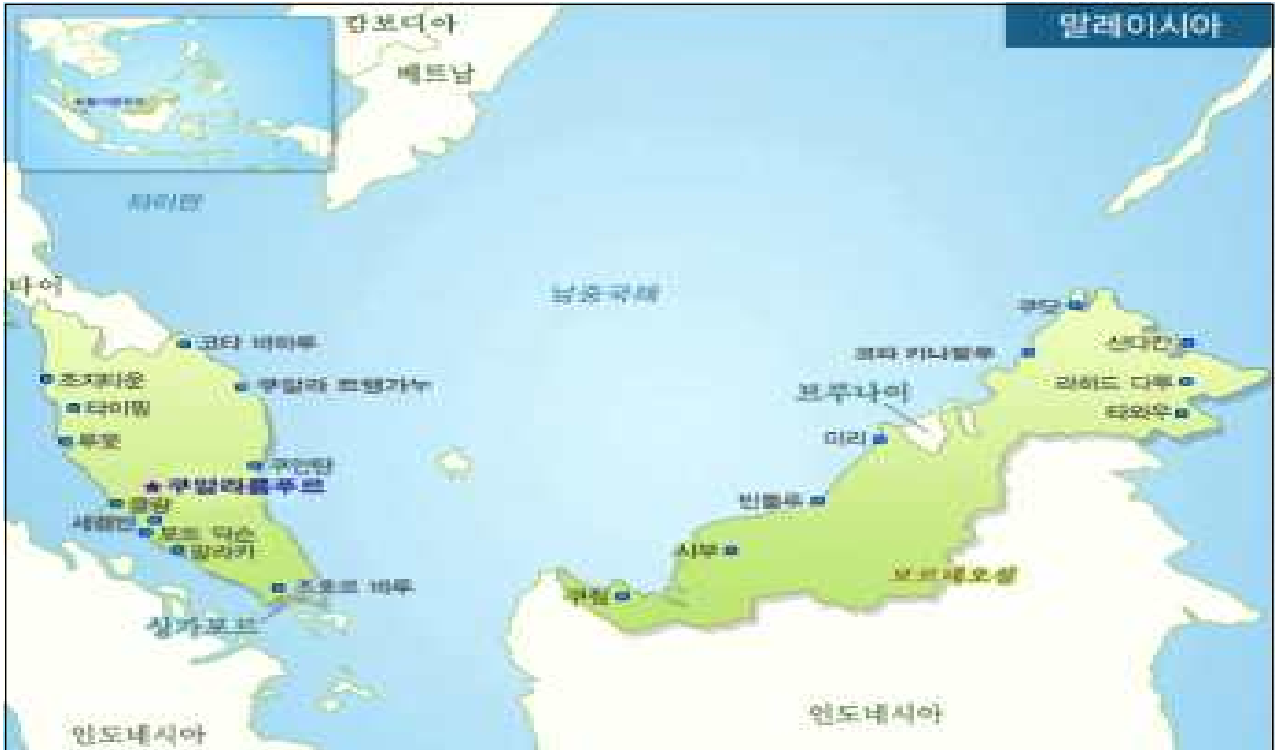 캄보디아
말레이시아
베트남
타이만
타이
남중국해
쿠닷
코타 바하루
코타 키나발루
산다칸
조지타운
쿠알라 트렝가누
라하드 다투
브루나이
타이핑
타와우
루뭇
미리
쿠안탄
쿠알라룸푸르
클랑
빈툴루
세렘반
포트 딕슨
말라카
시부
보르네오섬
조호르 바루
쿠칭
싱가포르
인도네시아
인도네시아